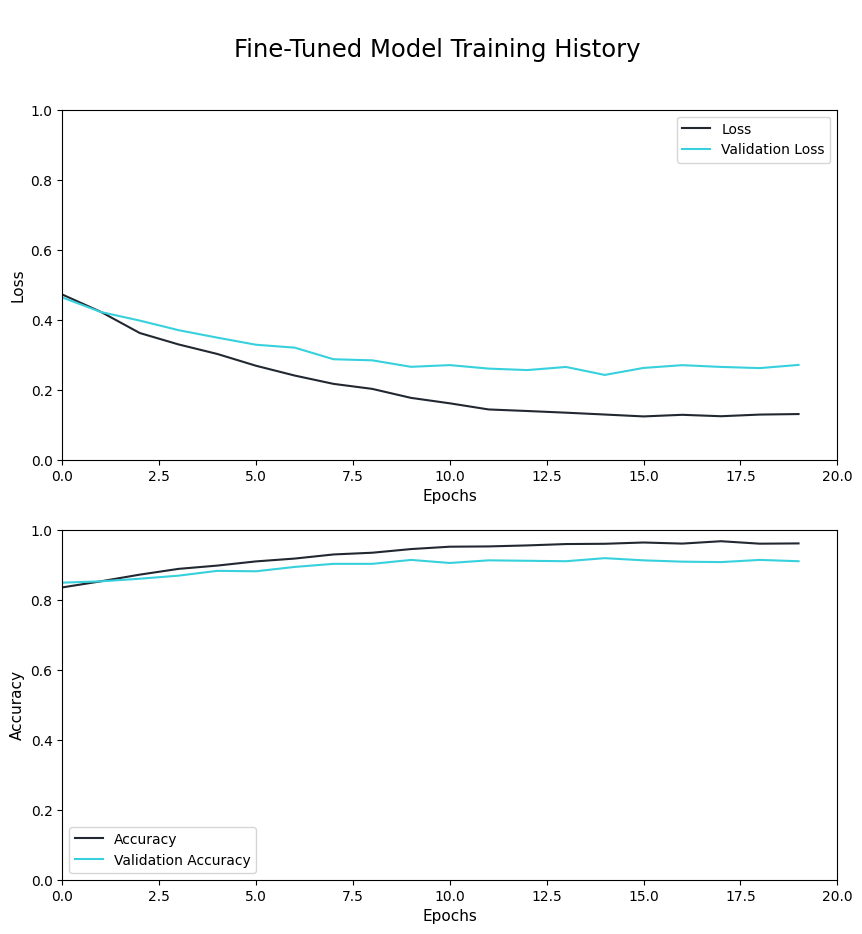 Fine-Tuned Model Training History
1.0
0.8
0.6
0.4
0.2
0.0
Loss
Loss
Validation Loss
0.0 2.5 5.0 7.5 10.0 12.5 15.0 17.5 20.0
Epochs
1.0
0.8
0.6
0.4
0.2
0.0
Accuracy
Accuracy
Validation Accuracy
0.0 2.5 5.0 7.5 10.0 12.5 15.0 17.5 20.0
Epochs